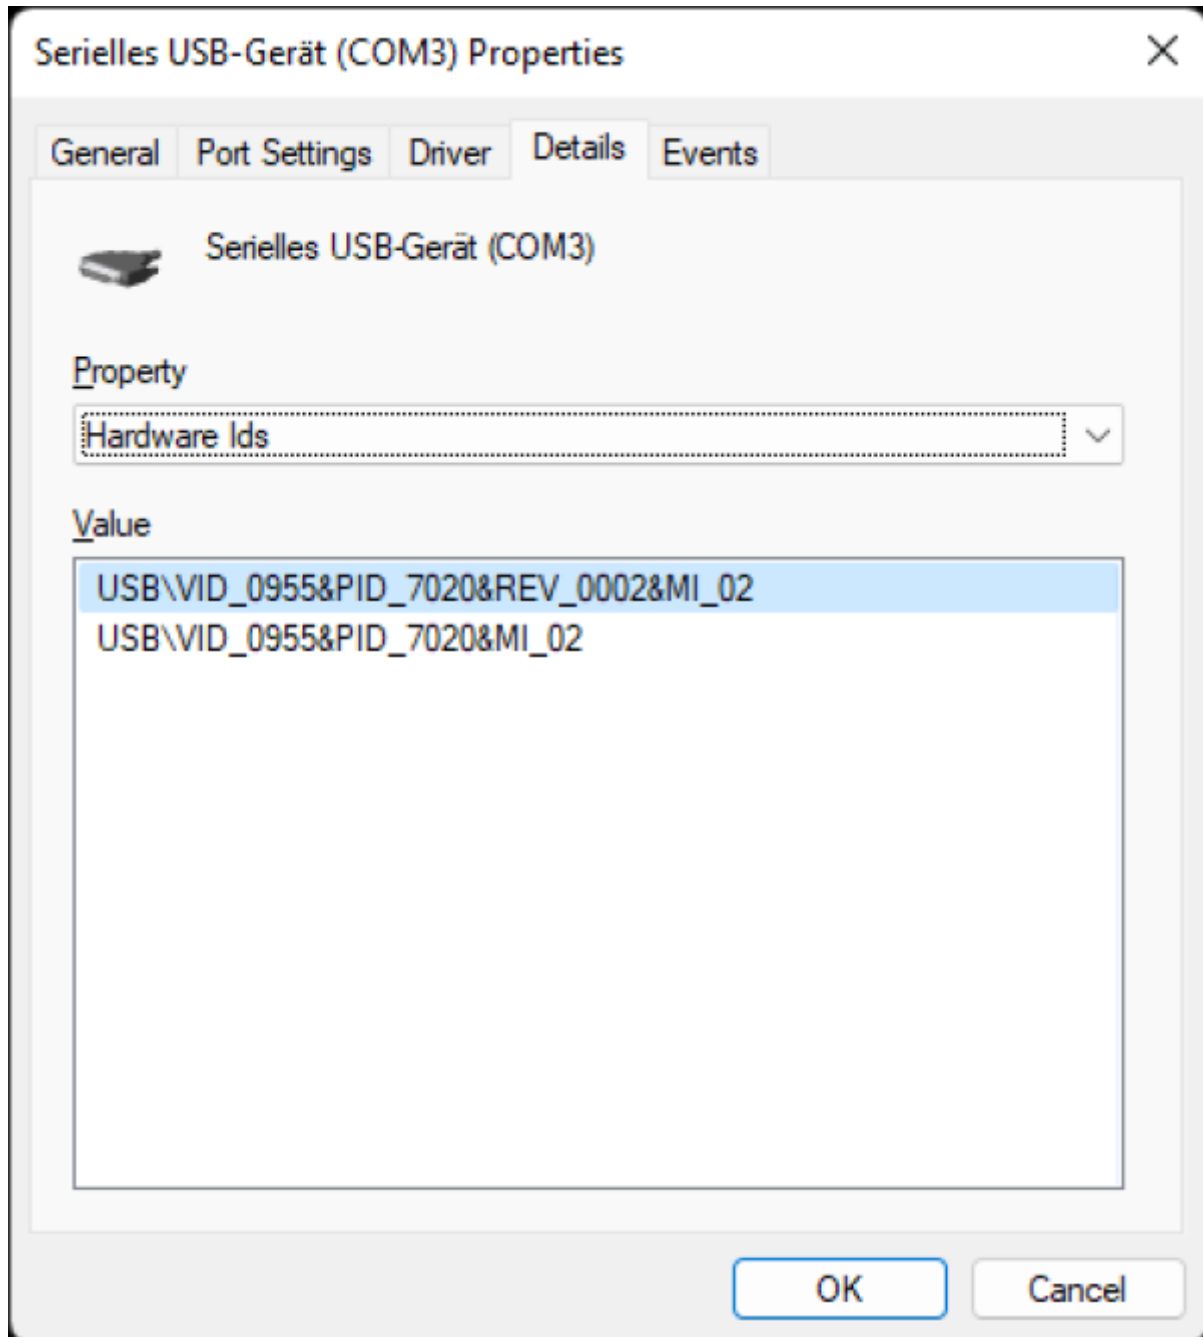 Serielles USB-Gerät (COM3) Properties
General Port Settings Driver Details Events
Serielles USB-Gerät (COM3)
Property
Hardware Ids
Value
USB\VID_0955&PID_7020&REV_0002&MI_02
USB\VID_0955&PID_7020&MI_02
OK Cancel